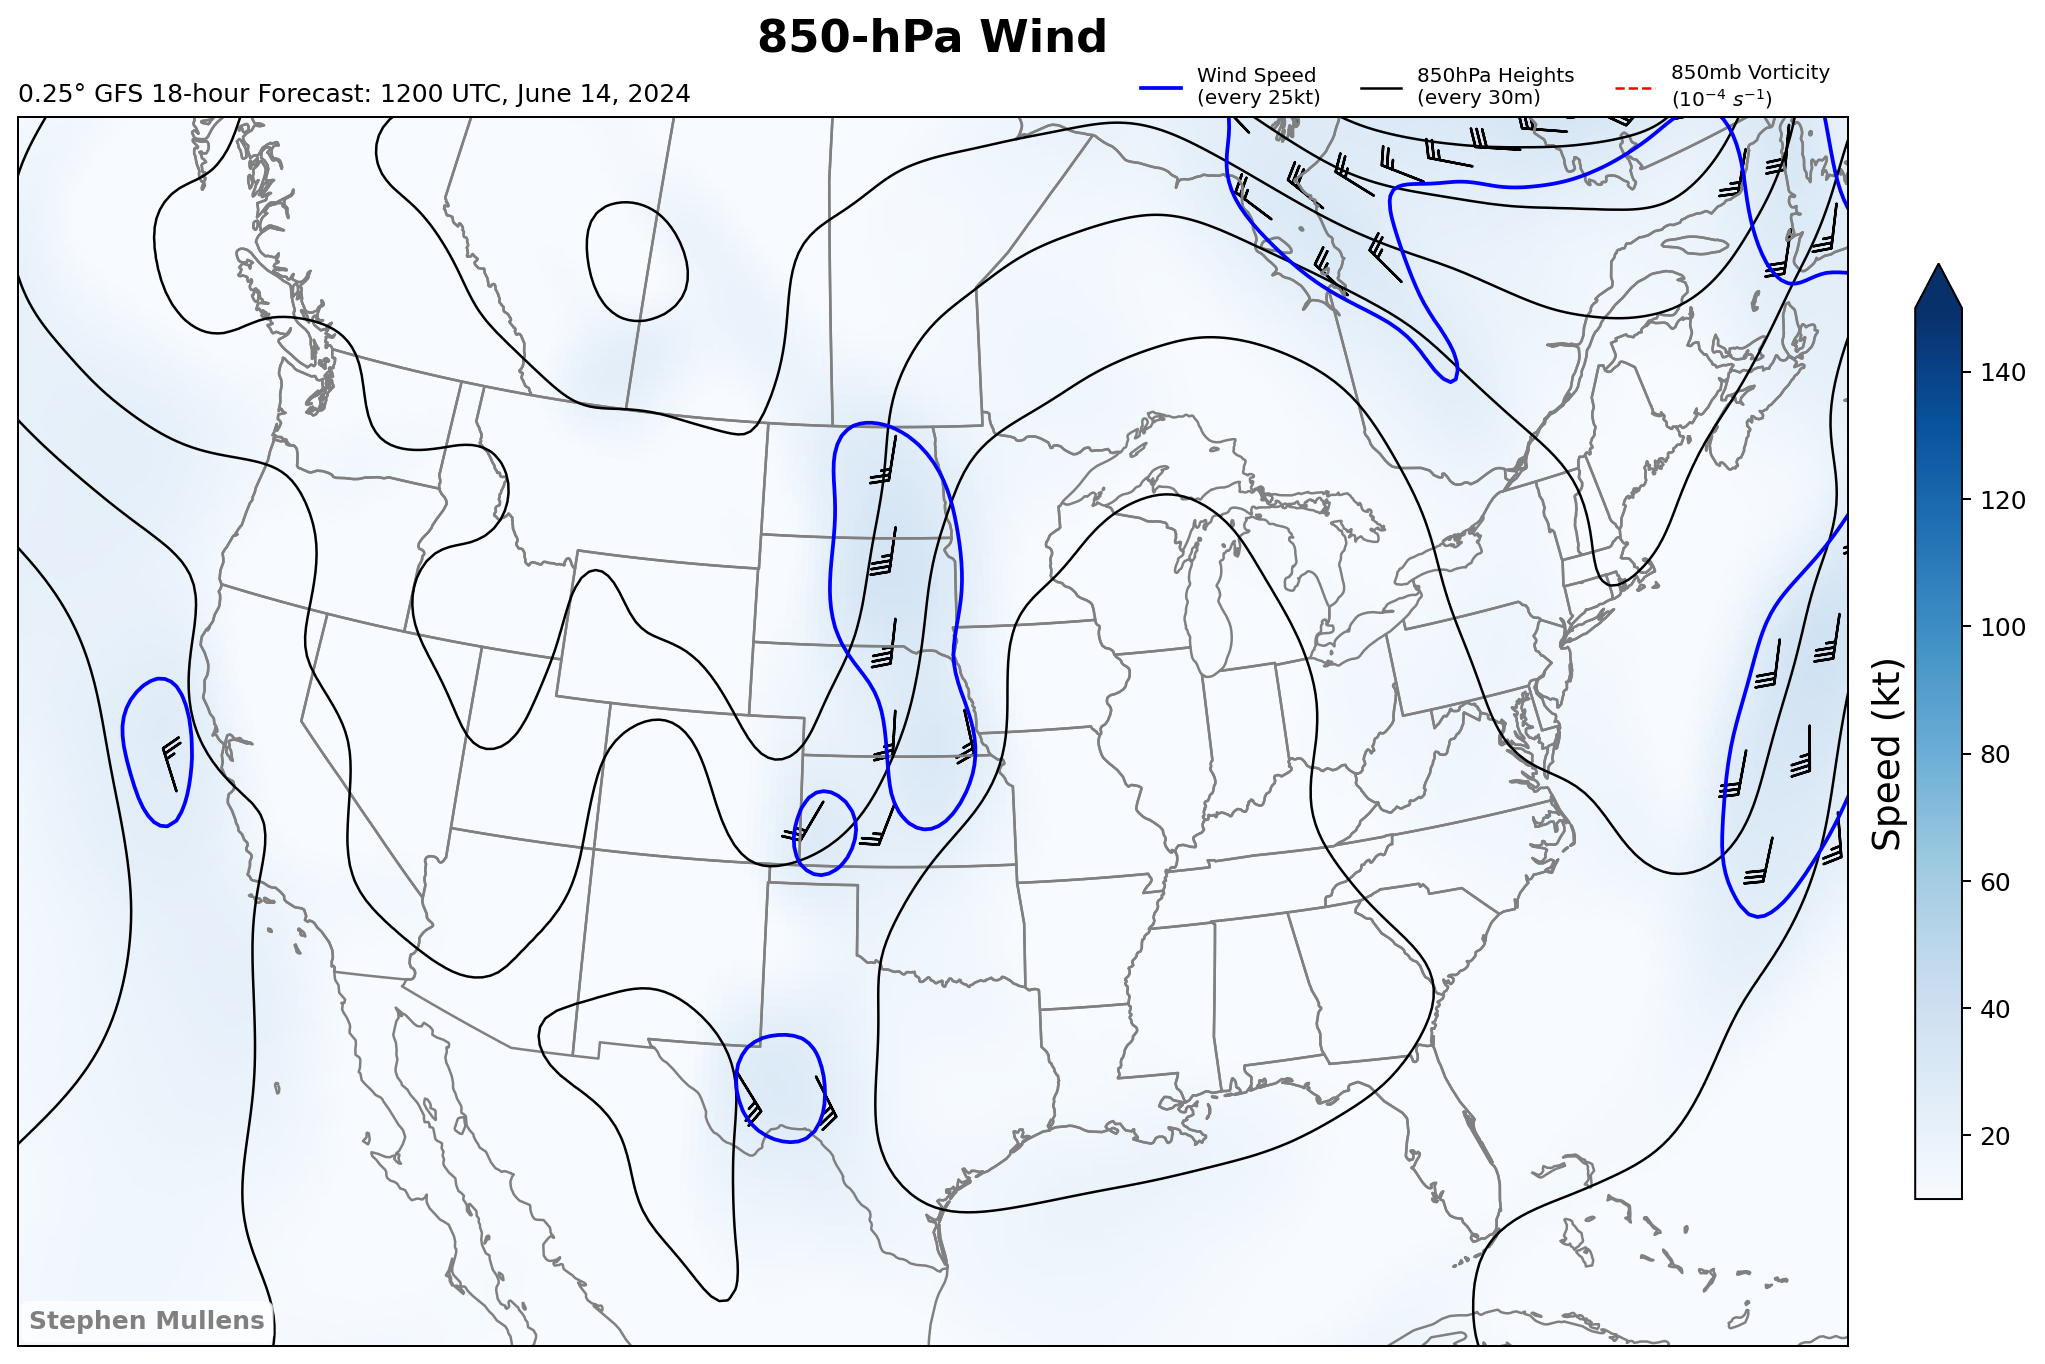 850-hPa Wind
0.25° GFS 18-hour Forecast: 1200 UTC, June 14, 2024
Wind Speed
(every 25kt)
850hPa Heights
(every 30m)
850mb Vorticity
(10⁻⁴ s⁻¹)
140
120
100
80
60
40
20
Speed (kt)
Stephen Mullens